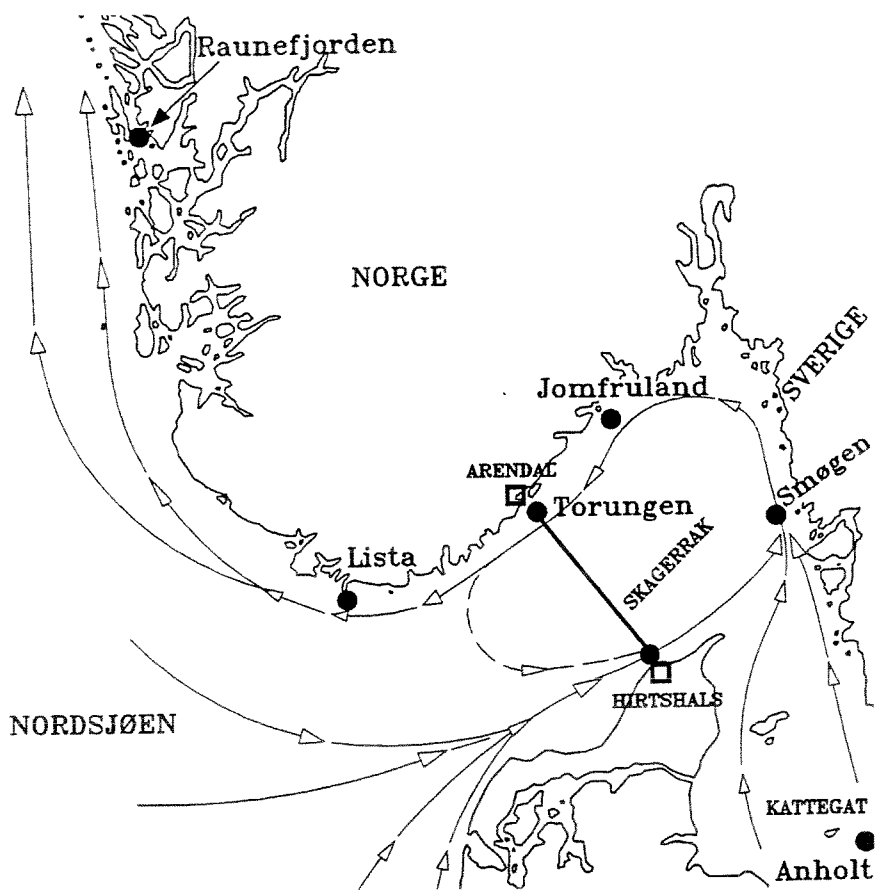 Raunefjorden
NORGE
SVERIGE
Jomfruland
ARENDAL
Smøgen
Torungen
Lista
SKAGERRAK
HIRTSHALS
NORDSJØEN
KATTEGAT
Anholt